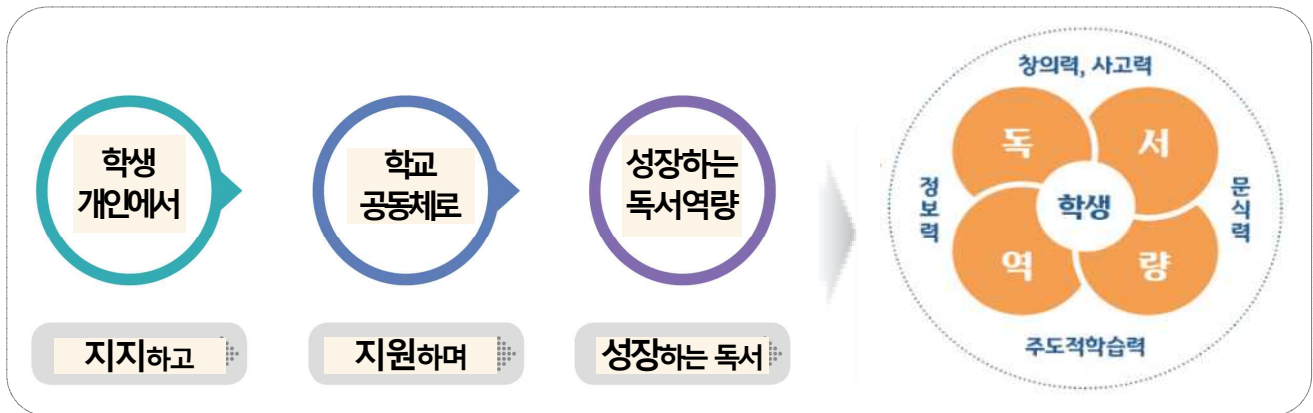 학생
개인에서
학교
공동체로
성장하는
독서역량
지지하고
지원하며
성장하는 독서
창의력, 사고력
독 서
정보력
학생
문식력
역 량
주도적학습력